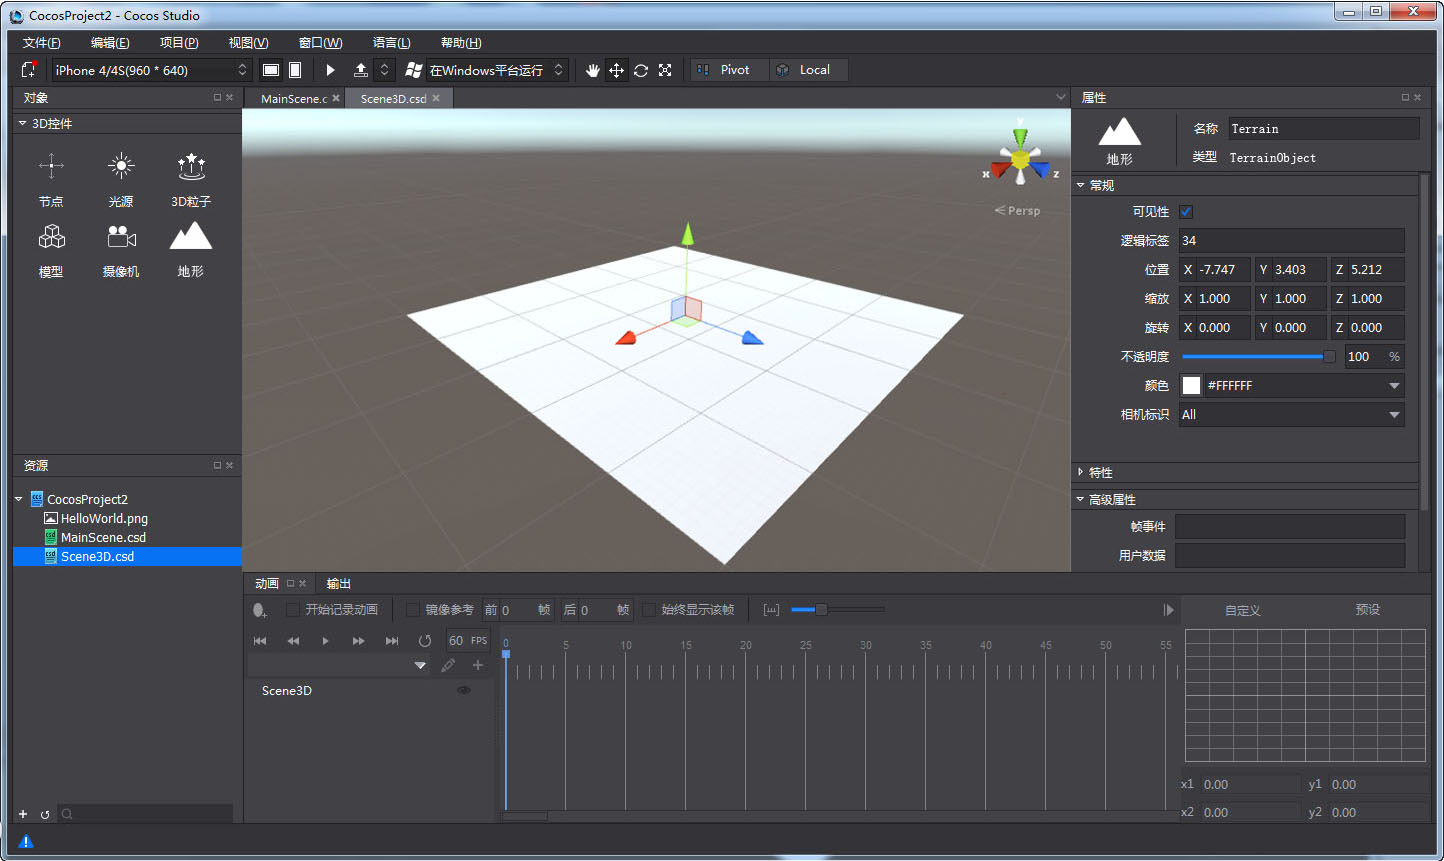 CocosProject2 - Cocos Studio
文件(F) 编辑(E) 项目(P) 视图(V) 窗口(W) 语言(L) 帮助(H)
iPhone 4/4S(960 * 640) 在Windows平台运行 Pivot Local
对象
3D控件
节点 光源 3D粒子
模型 摄像机 地形
资源
CocosProject2
HelloWorld.png
MainScene.csd
Scene3D.csd
MainScene.c Scene3D.csd
y
x z
Persp
属性
地形
名称 Terrain
类型 TerrainObject
常规
可见性
逻辑标签 34
位置 X -7.747 Y 3.403 Z 5.212
缩放 X 1.000 Y 1.000 Z 1.000
旋转 X 0.000 Y 0.000 Z 0.000
不透明度 100 %
颜色 #FFFFFF
相机标识 All
特性
高级属性
帧事件
用户数据
动画 输出
开始记录动画 镜像参考 前 0 帧 后 0 帧 始终显示该帧
60 FPS
0 5 10 15 20 25 30 35 40 45 50 55
Scene3D
自定义 预设
x1 0.00 y1 0.00
x2 0.00 y2 0.00